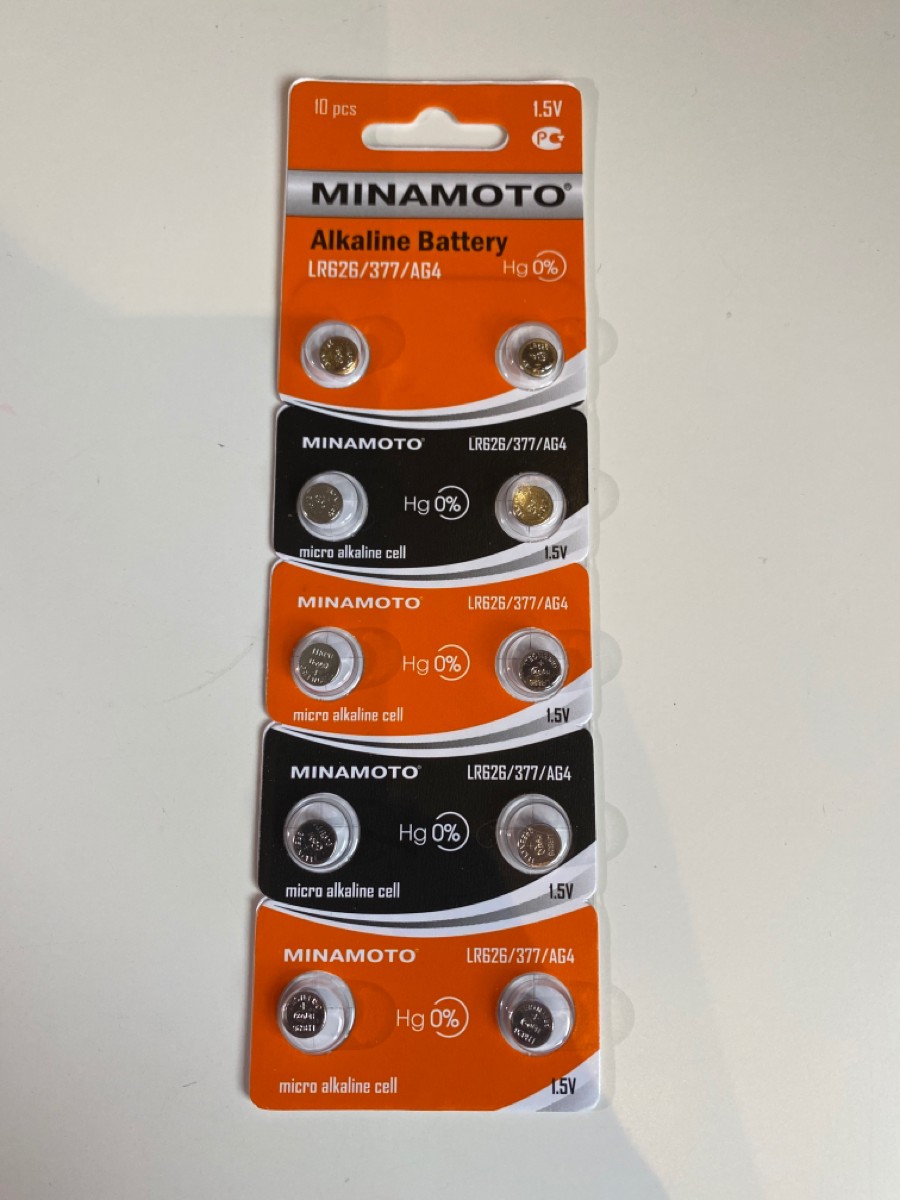 10 pcs 1.5V
PC
MINAMOTO®
Alkaline Battery
LR626/377/AG4 Hg 0%
MINAMOTO® LR626/377/AG4
Hg 0%
micro alkaline cell 1.5V
MINAMOTO® LR626/377/AG4
Hg 0%
micro alkaline cell 1.5V
MINAMOTO® LR626/377/AG4
Hg 0%
micro alkaline cell 1.5V
MINAMOTO® LR626/377/AG4
Hg 0%
micro alkaline cell 1.5V